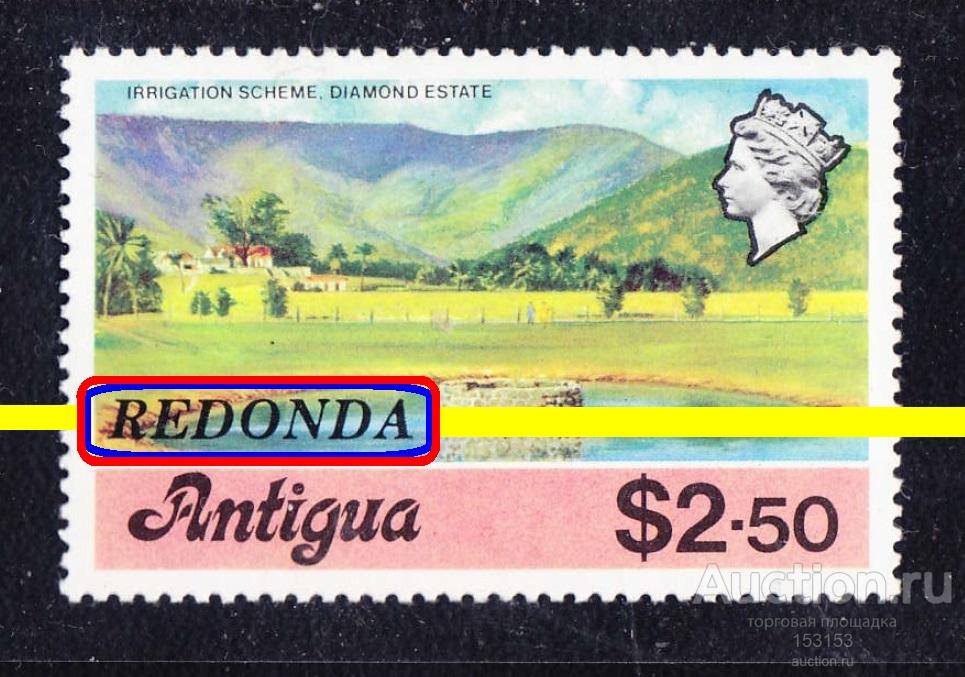 IRRIGATION SCHEME, DIAMOND ESTATE
REDONDA
Antigua $2.50
Auction.ru
торговая площадка
153153
auction.ru